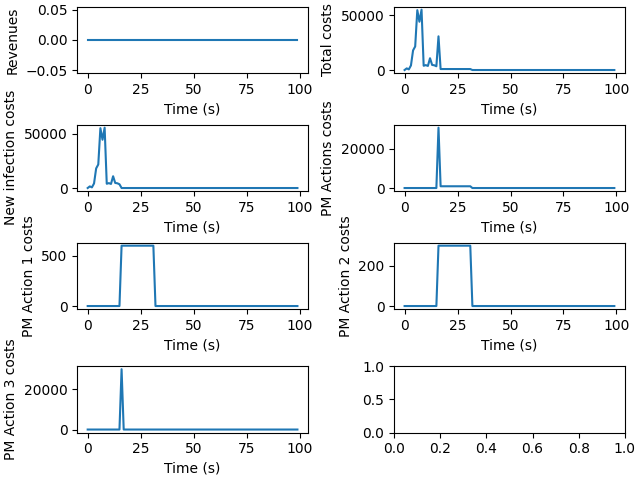 Revenues
0.05
0.00
−0.05
0 25 50 75 100
Time (s)
Total costs
50000
0
0 25 50 75 100
Time (s)
New infection costs
50000
0
0 25 50 75 100
Time (s)
PM Actions costs
20000
0
0 25 50 75 100
Time (s)
PM Action 1 costs
500
0
0 25 50 75 100
Time (s)
PM Action 2 costs
200
0
0 25 50 75 100
Time (s)
PM Action 3 costs
20000
0
0 25 50 75 100
Time (s)
1.0
0.5
0.0
0.0 0.2 0.4 0.6 0.8 1.0